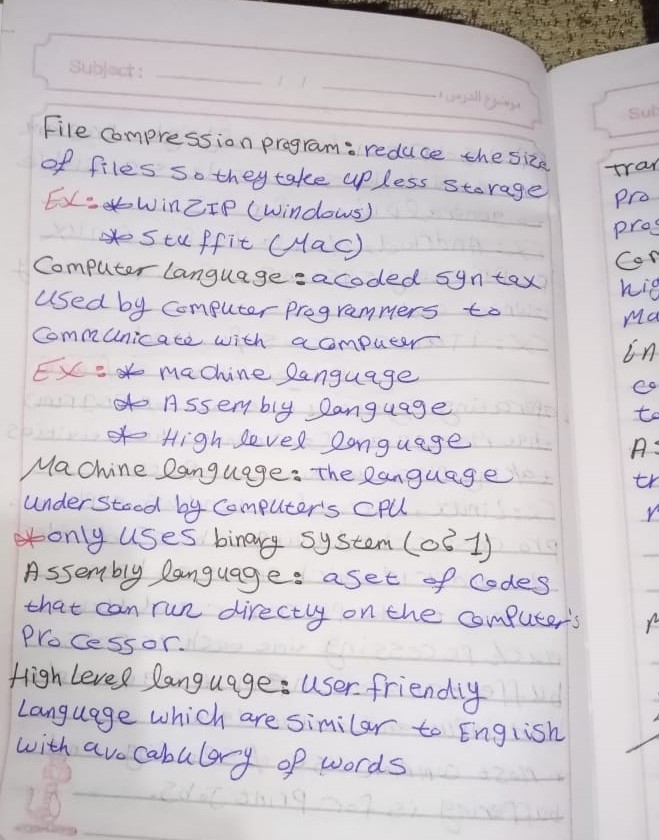 Subject:
موضوع الدرس:
File compression program: reduce the size
of files so they take up less storage
EX: * WinZIP (windows)
* Stuffit (Mac)
Computer language: a coded syntax
used by computer programmers to
communicate with a computer
EX: * machine language
* Assembly language
* High level language
Machine language: The language
understood by computer's CPU
* only uses binary system (0 & 1)
Assembly language: a set of codes
that can run directly on the computer's
processor.
High level language: user friendly
Language which are similar to English
with a vocabulary of words
Sub
tran
Pro
prog
Com
hig
Ma
in
co
to
A:
tr